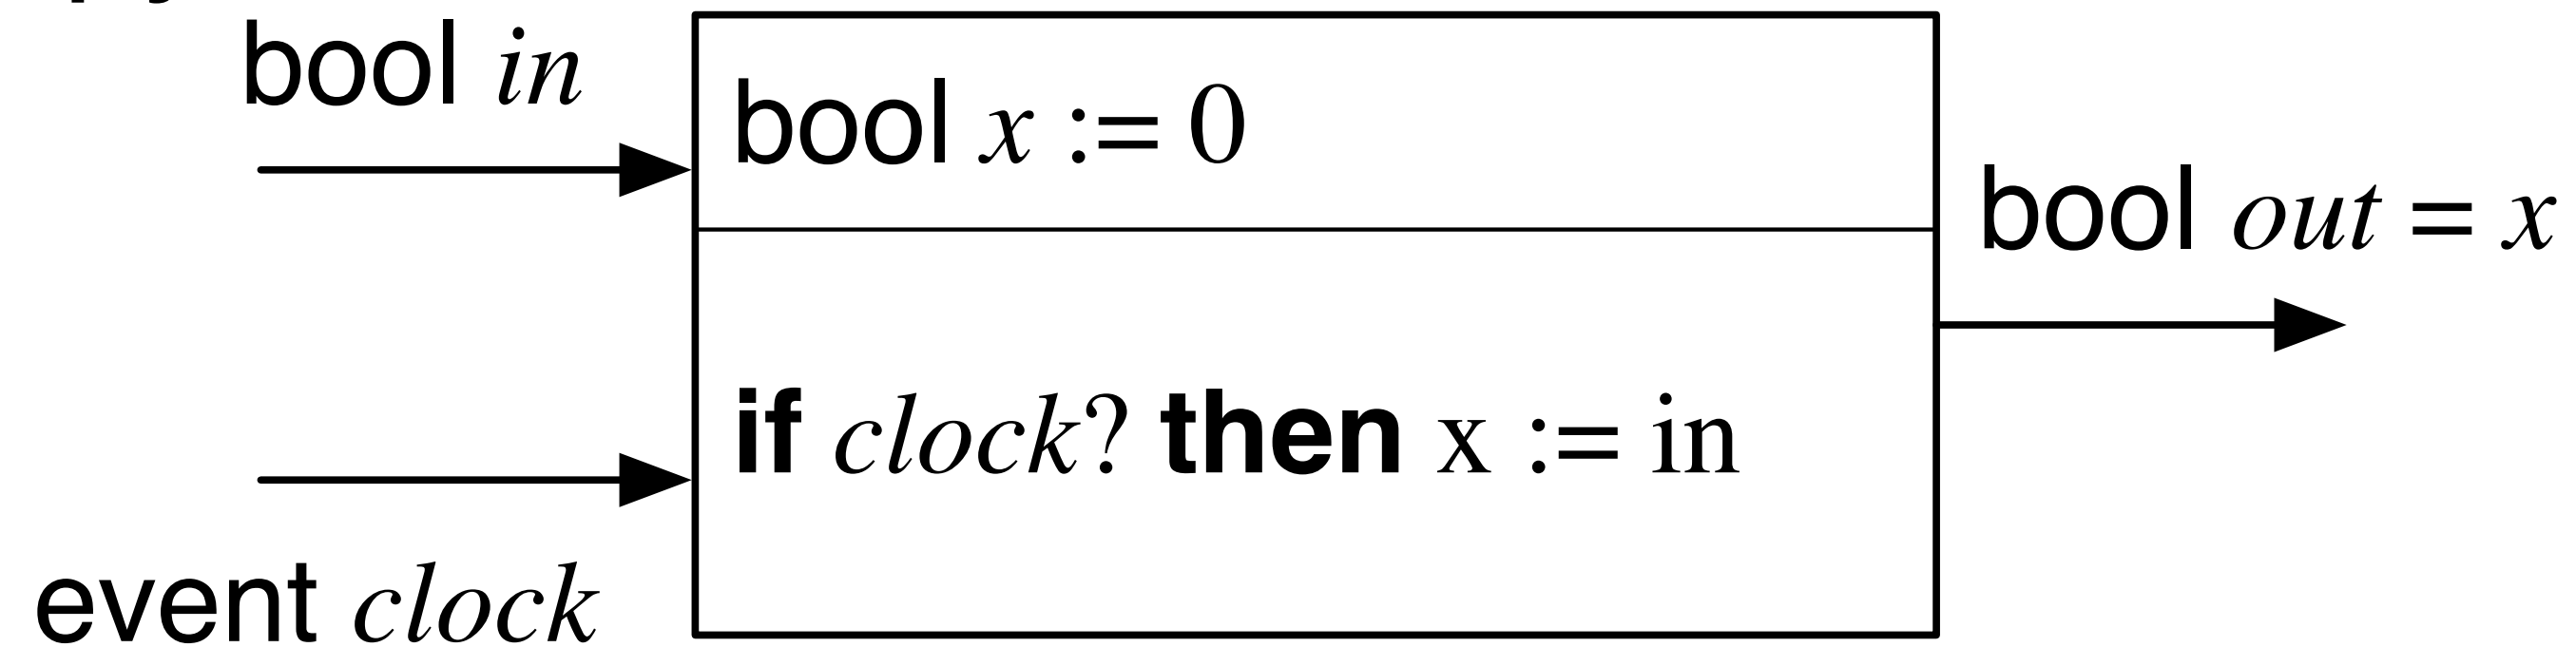 bool in
bool x := 0
bool out = x
if clock? then x := in
event clock